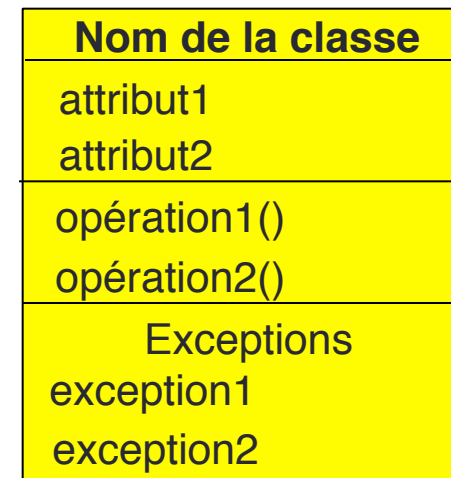 Nom de la classe
attribut1
attribut2
opération1()
opération2()
Exceptions
exception1
exception2